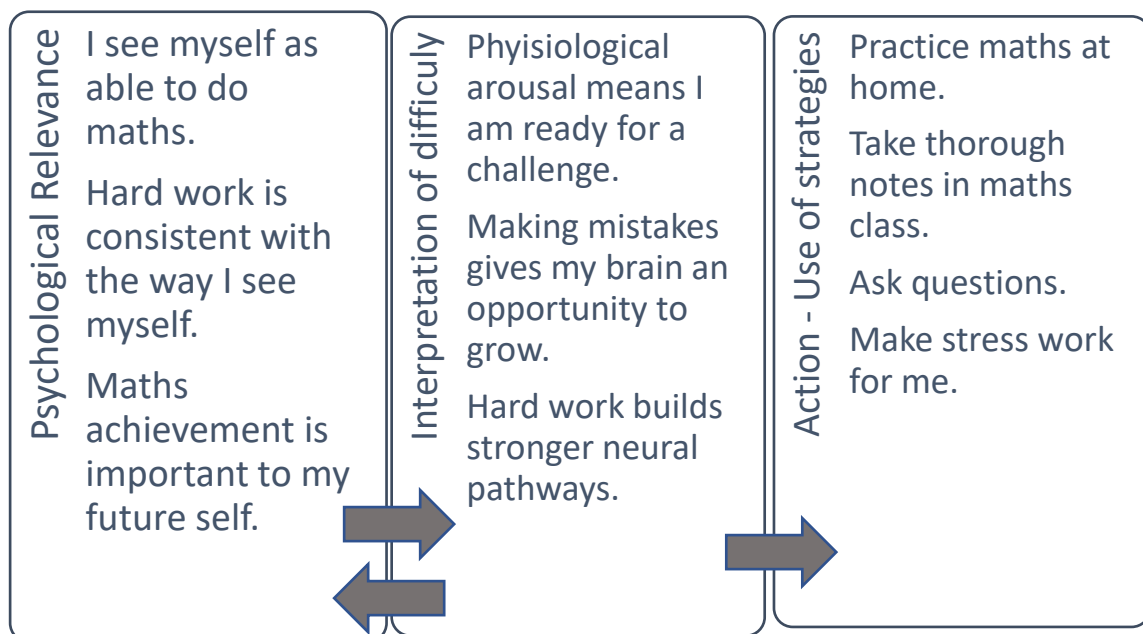 Psychological Relevance
I see myself as
able to do
maths.
Hard work is
consistent with
the way I see
myself.
Maths
achievement is
important to my
future self.
Interpretation of difficuly
Phyisiological
arousal means I
am ready for a
challenge.
Making mistakes
gives my brain an
opportunity to
grow.
Hard work builds
stronger neural
pathways.
Action - Use of strategies
Practice maths at
home.
Take thorough
notes in maths
class.
Ask questions.
Make stress work
for me.